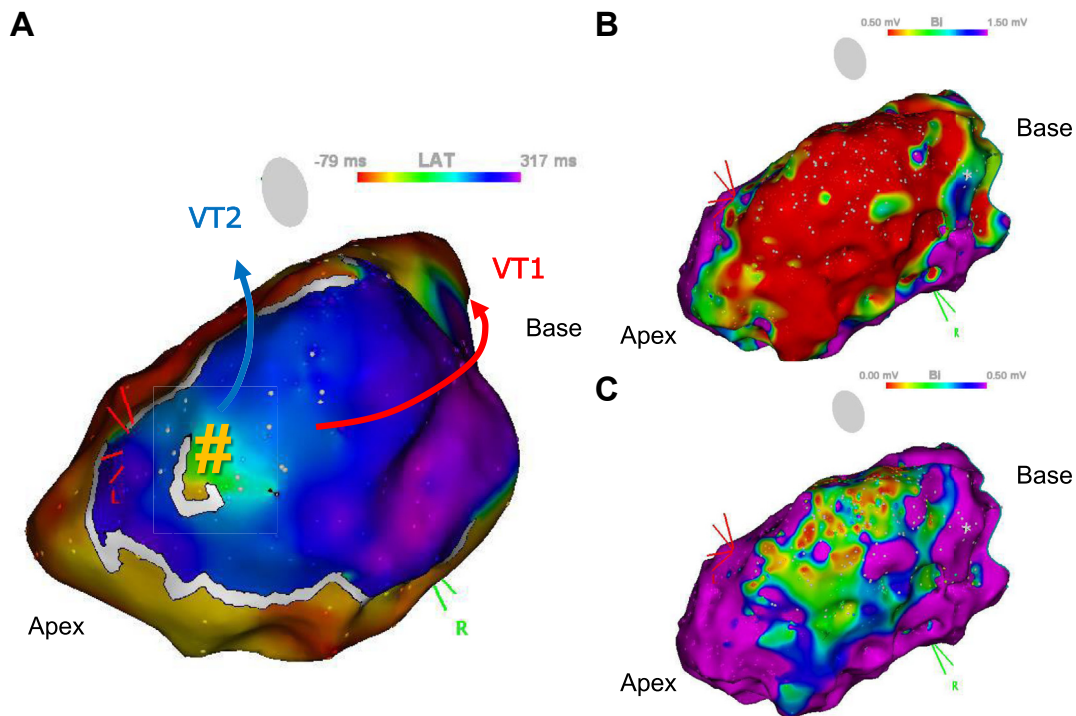 A
-79 ms LAT 317 ms
VT2
VT1
Base
#
L
Apex
R
B
0.50 mV Bi 1.50 mV
Base
*
Apex
R
C
0.00 mV Bi 0.50 mV
Base
*
Apex
R